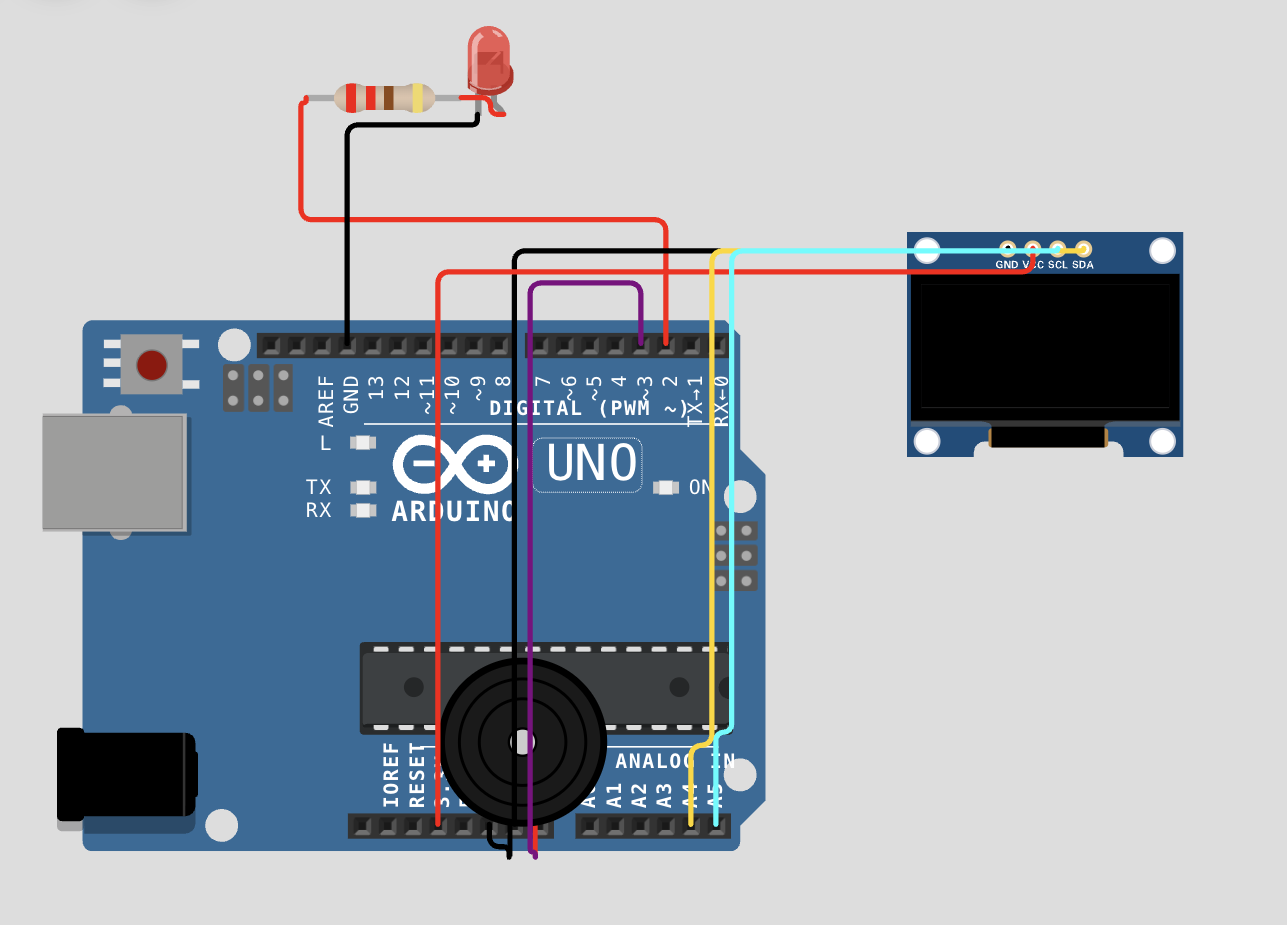 GND VCC SCL SDA
AREF
GND
13
12
~11
~10
~9
8
7
~6
~5
4
~3
2
TX→1
RX←0
DIGITAL (PWM ~)
L
TX
RX
UNO
ON
ARDUINO
IOREF
RESET
ANALOG IN
A1
A2
A3
A4
A5